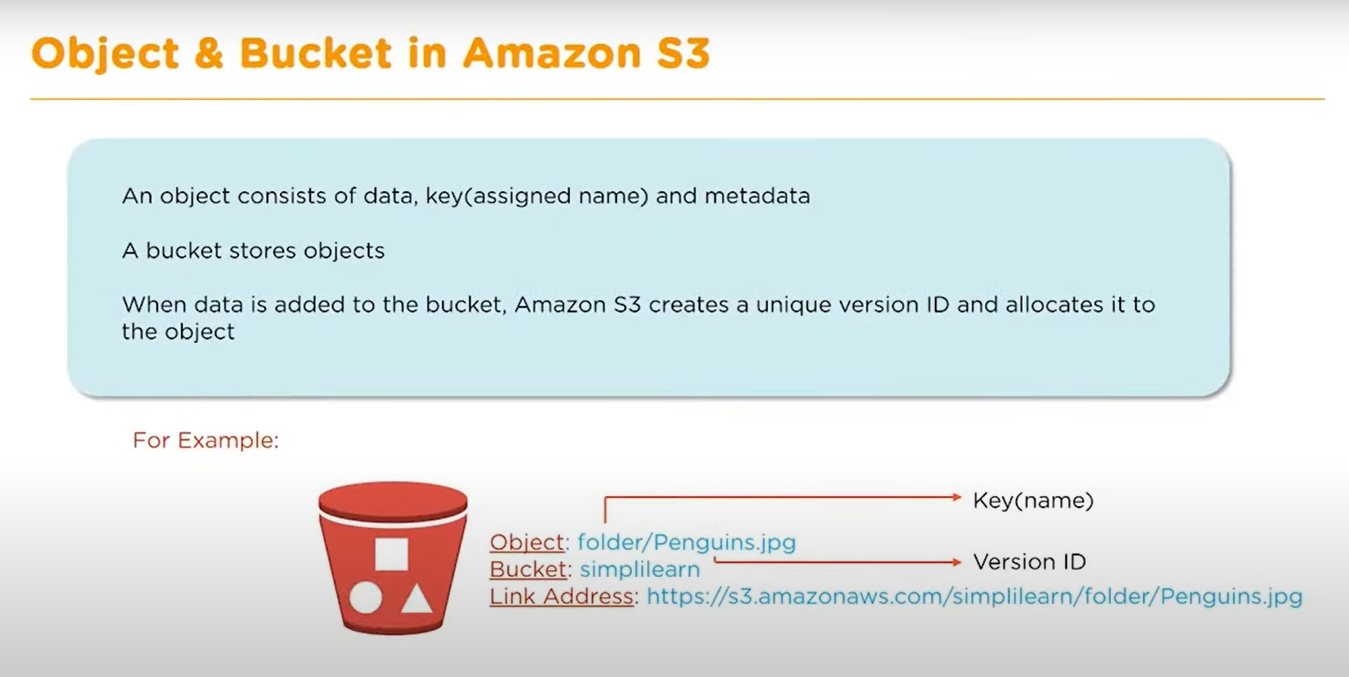 Object & Bucket in Amazon S3
An object consists of data, key(assigned name) and metadata
A bucket stores objects
When data is added to the bucket, Amazon S3 creates a unique version ID and allocates it to
the object
For Example:
Key(name)
Object: folder/Penguins.jpg
Version ID
Bucket: simplilearn
Link Address: https://s3.amazonaws.com/simplilearn/folder/Penguins.jpg